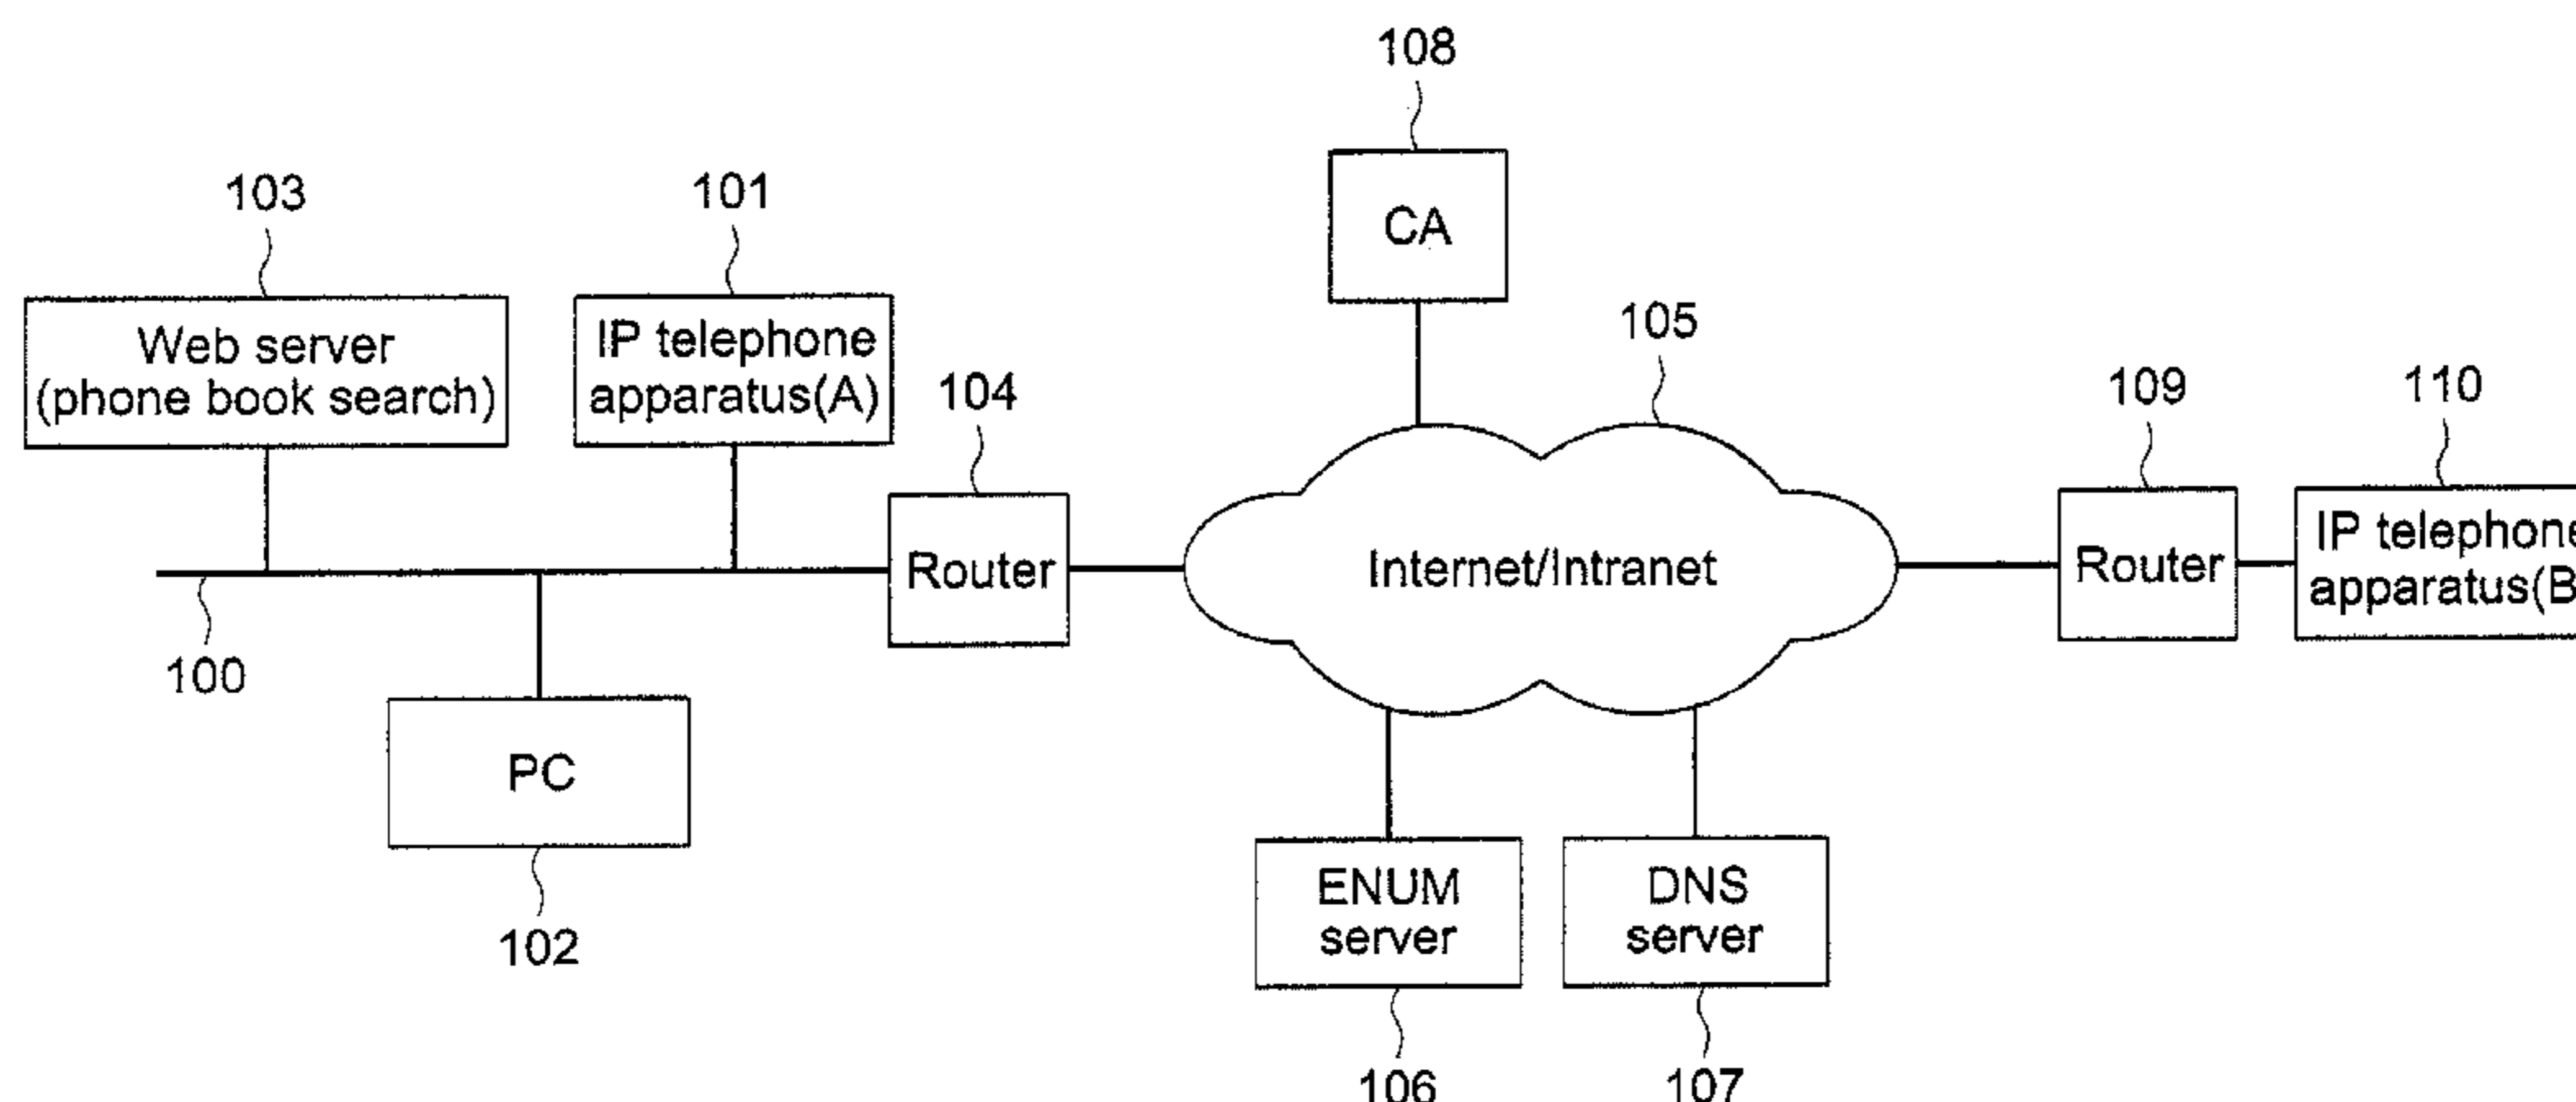 108
103
101
CA
105
Web server
(phone book search)
IP telephone
apparatus(A)
104
109
110
Router
Internet/Intranet
Router
IP telephone
apparatus(B
100
PC
102
ENUM
server
DNS
server
106
107